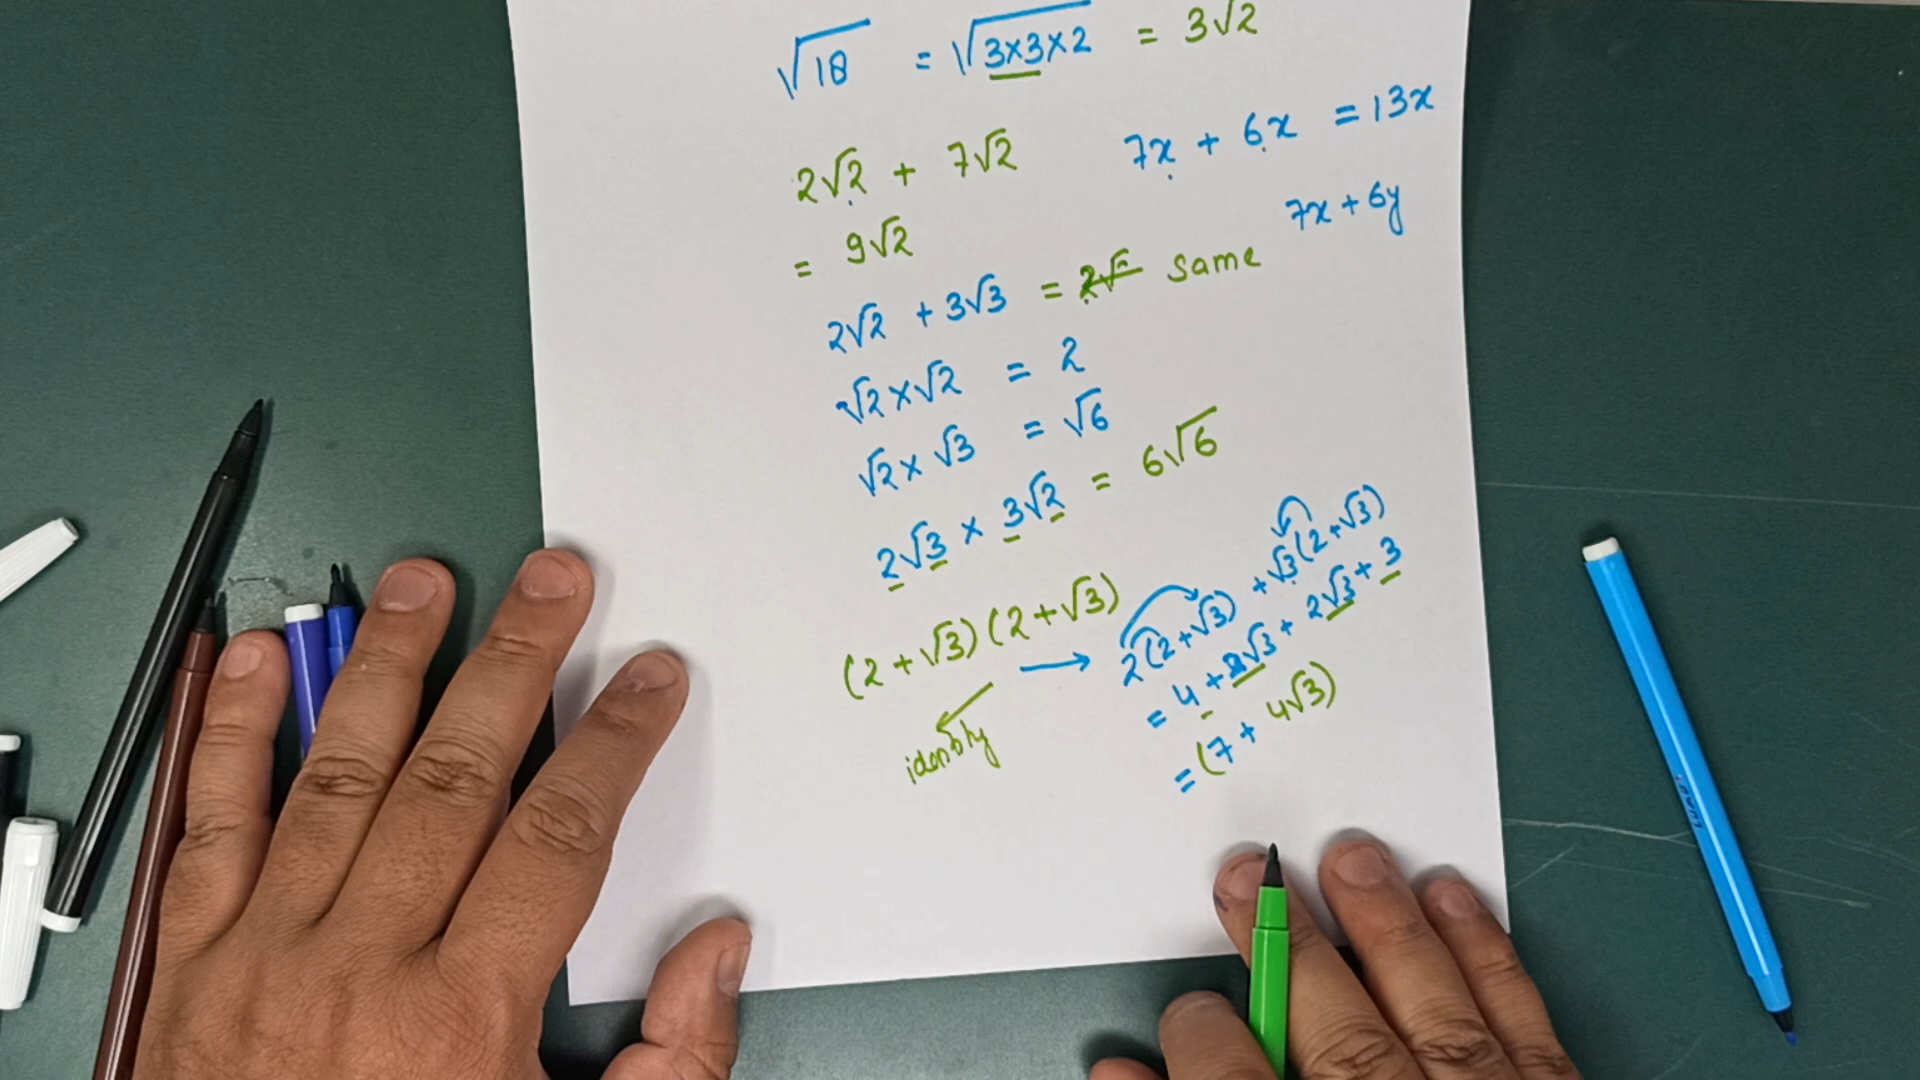 √18 = √3×3×2 = 3√2
2√2 + 7√2
7x + 6x = 13x
= 9√2
7x + 6y
2√2 + 3√3 = 2√ same
√2 × √2 = 2
√2 × √3 = √6
2√3 × 3√2 = 6√6
(2 + √3)(2 + √3)
2(2+√3) + √3(2+√3)
= 4 + 2√3 + 2√3 + 3
= (7 + 4√3)
identity